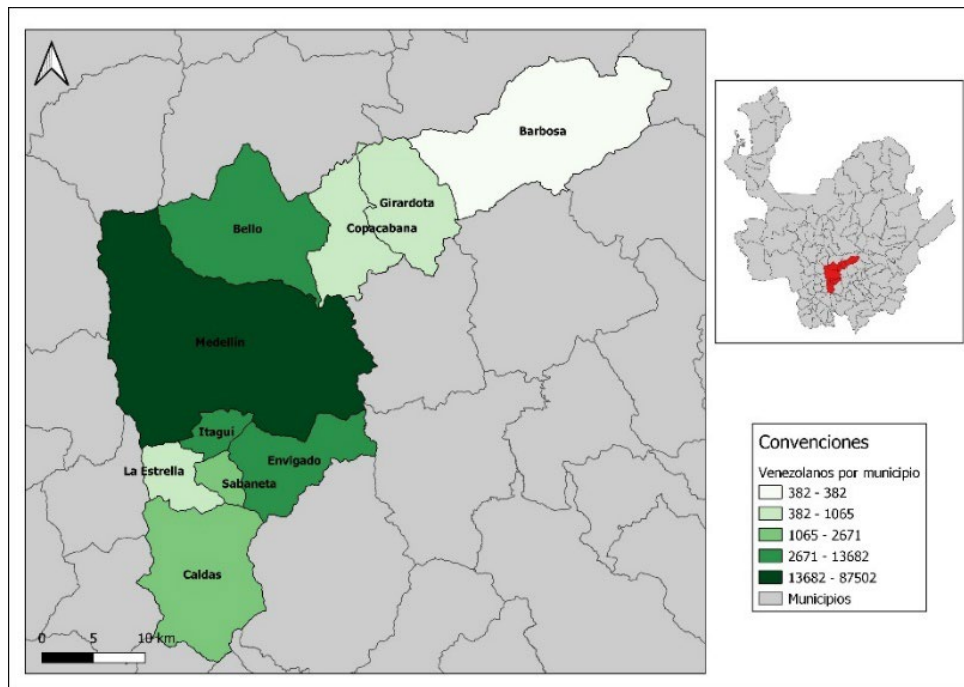 Barbosa
Girardota
Copacabana
Bello
Medellín
Itagui
Envigado
La Estrella
Sabaneta
Caldas
0 5 10 km
Convenciones
Venezolanos por municipio
382 - 382
382 - 1065
1065 - 2671
2671 - 13682
13682 - 87502
Municipios